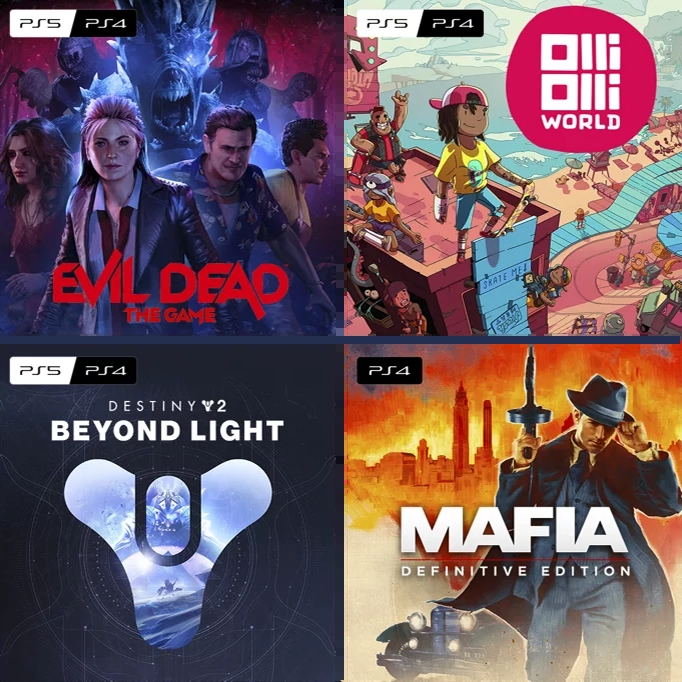 PS5 PS4
EVIL DEAD
THE GAME
PS5 PS4
Olli
Olli
WORLD
SKATE ME!
PS5 PS4
DESTINY 2
BEYOND LIGHT
PS4
MAFIA
DEFINITIVE EDITION